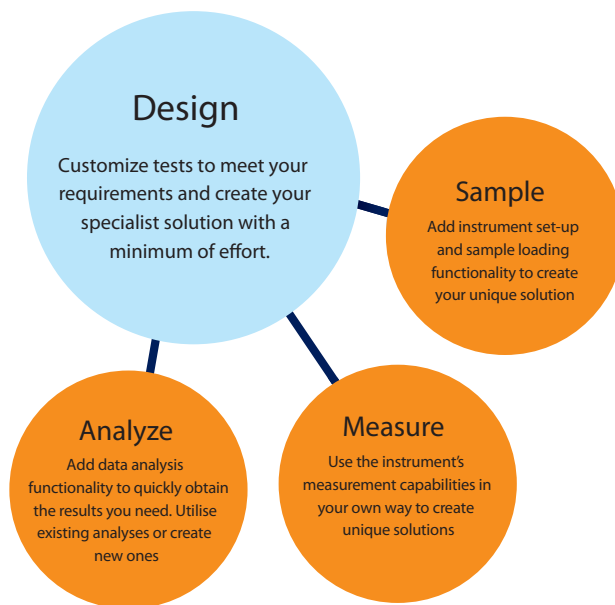 Design
Customize tests to meet your
requirements and create your
specialist solution with a
minimum of effort.
Sample
Add instrument set-up
and sample loading
functionality to create
your unique solution
Measure
Use the instrument's
measurement capabilities in
your own way to create
unique solutions
Analyze
Add data analysis
functionality to quickly obtain
the results you need. Utilise
existing analyses or create
new ones